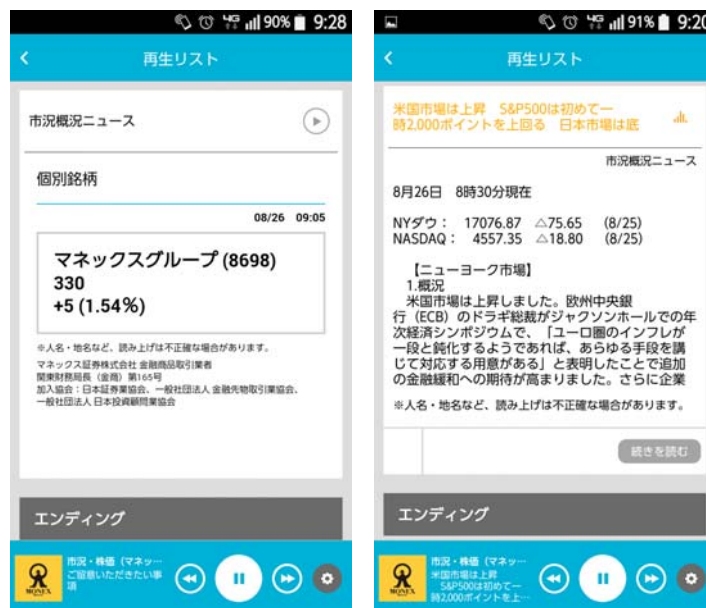 4G 90% 9:28
再生リスト
市況概況ニュース
個別銘柄
08/26 09:05
マネックスグループ (8698)
330
+5 (1.54%)
※人名・地名など、読み上げは不正確な場合があります。
マネックス証券株式会社 金融商品取引業者
関東財務局長（金商）第165号
加入協会：日本証券業協会、一般社団法人 金融先物取引業協会、
一般社団法人 日本投資顧問業協会
エンディング
MONEX
市況・株価（マネッ…
ご留意いただきたい事
項
4G 91% 9:20
再生リスト
米国市場は上昇 S&P500は初めて一
時2,000ポイントを上回る 日本市場は底
市況概況ニュース
8月26日 8時30分現在
NYダウ： 17076.87 △75.65 (8/25)
NASDAQ： 4557.35 △18.80 (8/25)
【ニューヨーク市場】
1.概況
米国市場は上昇しました。欧州中央銀
行（ECB）のドラギ総裁がジャクソンホールでの年
次経済シンポジウムで、「ユーロ圏のインフレが
一段と鈍化するようであれば、あらゆる手段を講
じて対応する用意がある」と表明したことで追加
の金融緩和への期待が高まりました。さらに企業
※人名・地名など、読み上げは不正確な場合があります。
続きを読む
エンディング
MONEX
市況・株価（マネッ…
米国市場は上昇
S&P500は初めて一
時2,000ポイントを上…